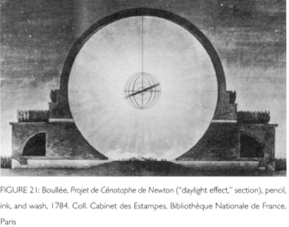 FIGURE 21: Boullée, Projet de Cénotophe de Newton ("daylight effect," section), pencil,
ink, and wash, 1784. Coll. Cabinet des Estampes, Bibliothèque Nationale de France,
Paris